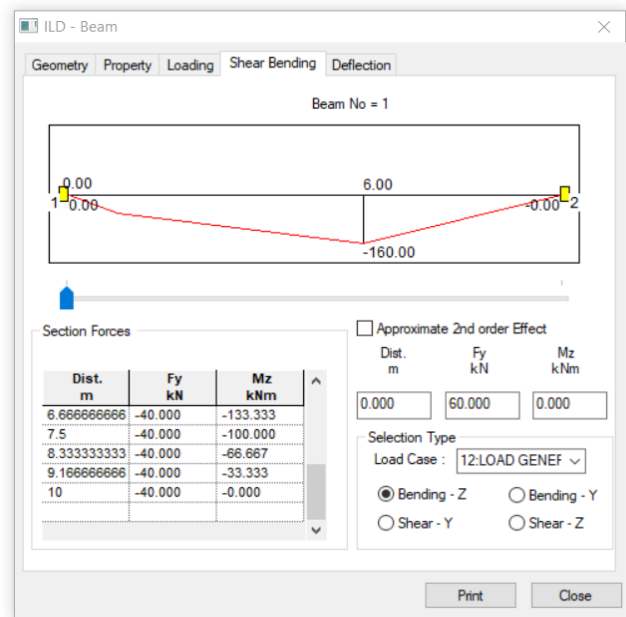 ILD - Beam
Geometry Property Loading Shear Bending Deflection
Beam No = 1
0.00 6.00
1 0.00 -0.00 2
-160.00
Section Forces
Dist.
m Fy
kN Mz
kNm
6.666666666 -40.000 -133.333
7.5 -40.000 -100.000
8.333333333 -40.000 -66.667
9.166666666 -40.000 -33.333
10 -40.000 -0.000
Approximate 2nd order Effect
Dist.
m Fy
kN Mz
kNm
0.000 60.000 0.000
Selection Type
Load Case : 12:LOAD GENER
Bending - Z Bending - Y
Shear - Y Shear - Z
Print Close